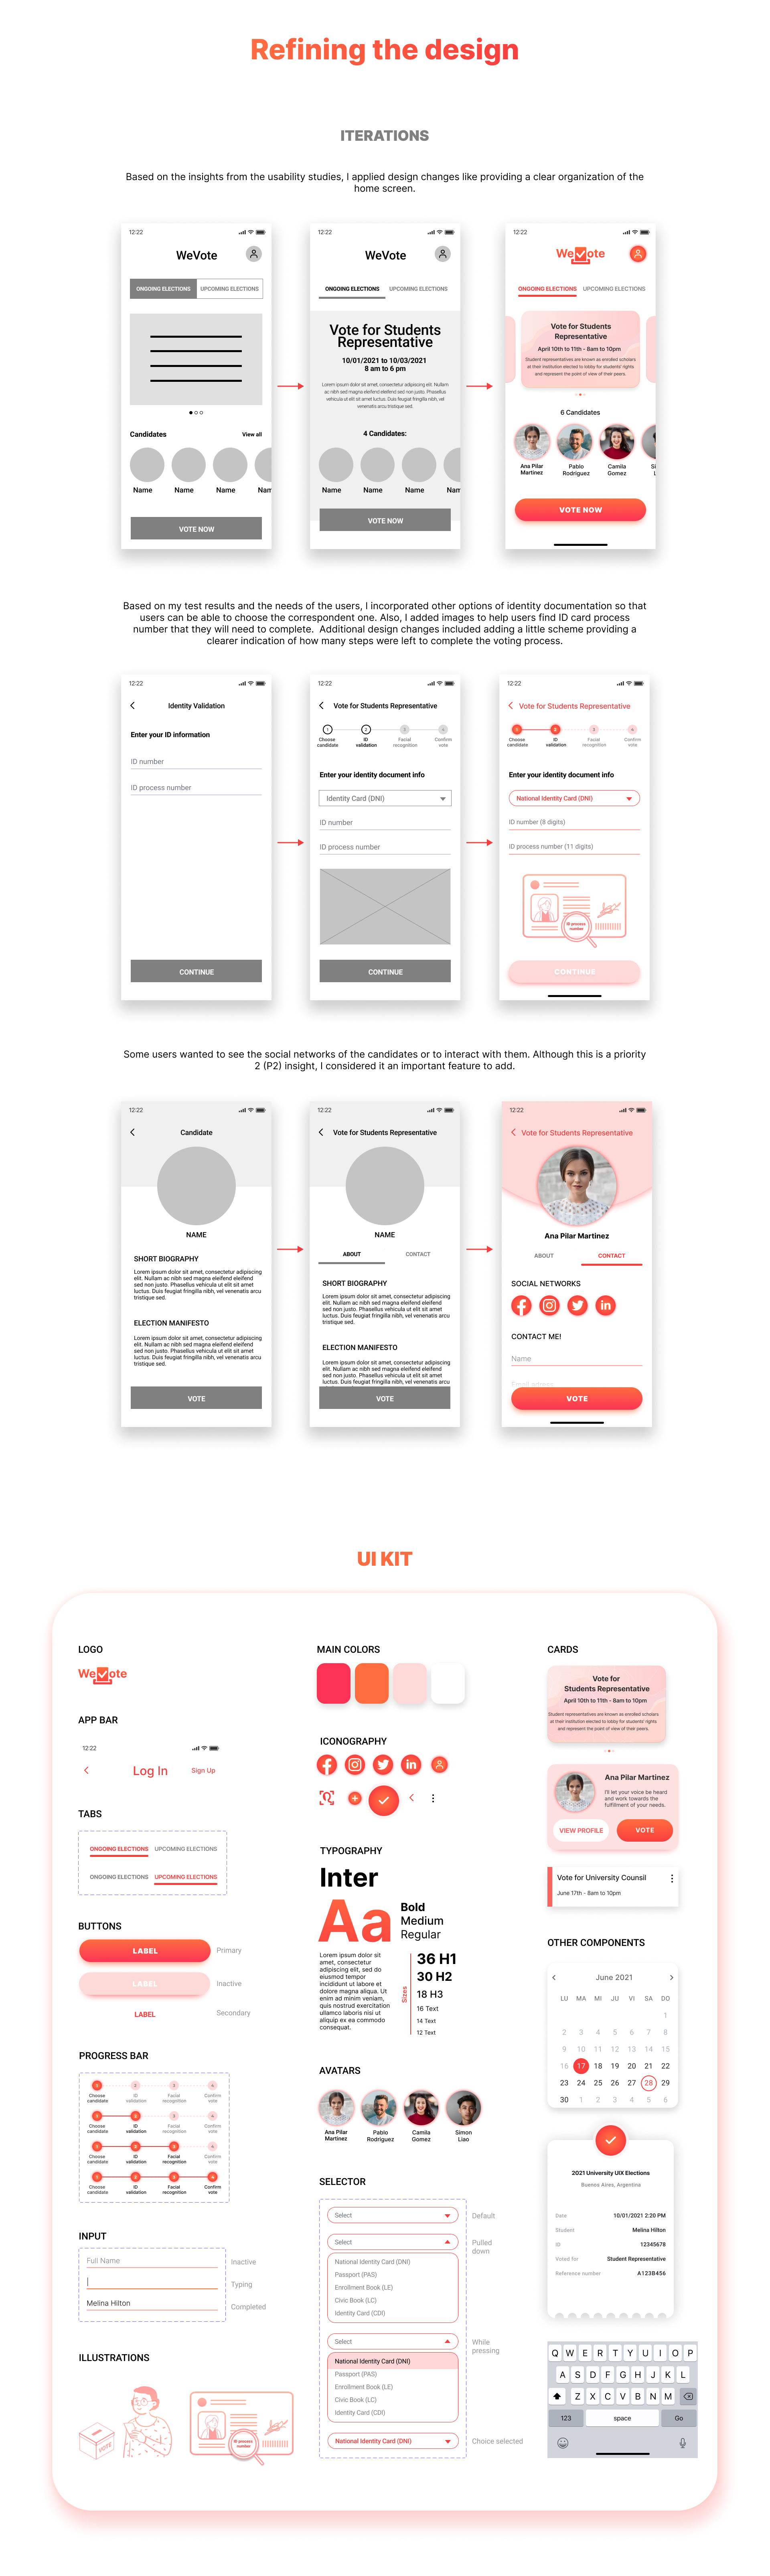 Refining the design
ITERATIONS
Based on the insights from the usability studies, I applied design changes like providing a clear organization of the
home screen.
12:22
WeVote
ONGOING ELECTIONS UPCOMING ELECTIONS
Candidates View all
Name Name Name Nam
VOTE NOW
12:22
WeVote
ONGOING ELECTIONS UPCOMING ELECTIONS
Vote for Students
Representative
10/01/2021 to 10/03/2021
8 am to 6 pm
Lorem ipsum dolor sit amet, consectetur adipiscing elit. Nullam
ac nibh sed magna eleifend eleifend sed non justo. Phasellus
vehicula ut elit sit amet luctus. Duis feugiat fringilla nibh, vel
venenatis arcu tristique sed.
4 Candidates:
Name Name Name Nam
VOTE NOW
12:22
WeVote
ONGOING ELECTIONS UPCOMING ELECTIONS
Vote for Students
Representative
April 10th to 11th - 8am to 10pm
Student representatives are known as enrolled scholars
at their institution elected to lobby for students' rights
and represent the point of view of their peers.
6 Candidates
Ana Pilar Pablo Camila Si
Martinez Rodriguez Gomez L
VOTE NOW
Based on my test results and the needs of the users, I incorporated other options of identity documentation so that
users can be able to choose the correspondent one. Also, I added images to help users find ID card process
number that they will need to complete. Additional design changes included adding a little scheme providing a
clearer indication of how many steps were left to complete the voting process.
12:22
Identity Validation
Enter your ID information
ID number
ID process number
CONTINUE
12:22
Vote for Students Representative
1 2 3 4
Choose ID Facial Confirm
candidate validation recognition vote
Enter your identity document info
Identity Card (DNI)
ID number
ID process number
CONTINUE
12:22
Vote for Students Representative
1 2 3 4
Choose ID Facial Confirm
candidate validation recognition vote
Enter your identity document info
National Identity Card (DNI)
ID number (8 digits)
ID process number (11 digits)
ID process
number
CONTINUE
Some users wanted to see the social networks of the candidates or to interact with them. Although this is a priority
2 (P2) insight, I considered it an important feature to add.
12:22
Candidate
NAME
SHORT BIOGRAPHY
Lorem ipsum dolor sit amet, consectetur adipiscing
elit. Nullam ac nibh sed magna eleifend eleifend
sed non justo. Phasellus vehicula ut elit sit amet
luctus. Duis feugiat fringilla nibh, vel venenatis arcu
tristique sed.
ELECTION MANIFESTO
Lorem ipsum dolor sit amet, consectetur adipiscing
elit. Nullam ac nibh sed magna eleifend eleifend
sed non justo. Phasellus vehicula ut elit sit amet
luctus. Duis feugiat fringilla nibh, vel venenatis arcu
tristique sed.
VOTE
12:22
Vote for Students Representative
NAME
ABOUT CONTACT
SHORT BIOGRAPHY
Lorem ipsum dolor sit amet, consectetur adipiscing
elit. Nullam ac nibh sed magna eleifend eleifend
sed non justo. Phasellus vehicula ut elit sit amet
luctus. Duis feugiat fringilla nibh, vel venenatis arcu
tristique sed.
ELECTION MANIFESTO
Lorem ipsum dolor sit amet, consectetur adipiscing
elit. Nullam ac nibh sed magna eleifend eleifend
sed non justo. Phasellus vehicula ut elit sit amet
luctus. Duis feugiat fringilla nibh, vel venenatis arcu
VOTE
12:22
Vote for Students Representative
Ana Pilar Martinez
ABOUT CONTACT
SOCIAL NETWORKS
CONTACT ME!
Name
VOTE
UI KIT
LOGO
WeVote
APP BAR
12:22
Log In Sign Up
TABS
ONGOING ELECTIONS UPCOMING ELECTIONS
ONGOING ELECTIONS UPCOMING ELECTIONS
BUTTONS
LABEL Primary
LABEL Inactive
LABEL Secondary
PROGRESS BAR
1 2 3 4
Choose ID Facial Confirm
candidate validation recognition vote
1 2 3 4
Choose ID Facial Confirm
candidate validation recognition vote
1 2 3 4
Choose ID Facial Confirm
candidate validation recognition vote
1 2 3 4
Choose ID Facial Confirm
candidate validation recognition vote
INPUT
Full Name Inactive
Typing
Melina Hilton Completed
ILLUSTRATIONS
VOTE
ID process
number
MAIN COLORS
ICONOGRAPHY
TYPOGRAPHY
Inter
Aa
Bold
Medium
Regular
Lorem ipsum dolor sit
amet, consectetur
adipiscing elit, sed do
eiusmod tempor
incididunt ut labore et
dolore magna aliqua. Ut
enim ad minim veniam,
quis nostrud exercitation
ullamco laboris nisi ut
aliquip ex ea commodo
consequat.
Sizes
36 H1
30 H2
18 H3
16 Text
14 Text
12 Text
AVATARS
Ana Pilar Pablo Camila Simon
Martinez Rodriguez Gomez Liao
SELECTOR
Select Default
Select Pulled
down
National Identity Card (DNI)
Passport (PAS)
Enrollment Book (LE)
Civic Book (LC)
Identity Card (CDI)
Select While
pressing
National Identity Card (DNI)
Passport (PAS)
Enrollment Book (LE)
Civic Book (LC)
Identity Card (CDI)
National Identity Card (DNI) Choice selected
CARDS
Vote for
Students Representative
April 10th to 11th - 8am to 10pm
Student representatives are known as enrolled scholars
at their institution elected to lobby for students' rights
and represent the point of view of their peers.
Ana Pilar Martinez
I'll let your voice be heard
and work towards the
fulfillment of your needs.
VIEW PROFILE VOTE
Vote for University Counsil
June 17th - 8am to 10pm
OTHER COMPONENTS
June 2021
LU MA MI JU VI SA DO
1
2 3 4 5 6 7 8
9 10 11 12 13 14 15
16 17 18 19 20 21 22
23 24 25 26 27 28 29
30 1 2 3 4 5 6
2021 University UIX Elections
Buenos Aires, Argentina
Date 10/01/2021 2:20 PM
Student Melina Hilton
ID 12345678
Voted for Student Representative
Reference number A123B456
Q W E R T Y U I O P
A S D F G H J K L
Z X C V B N M
123 space Go